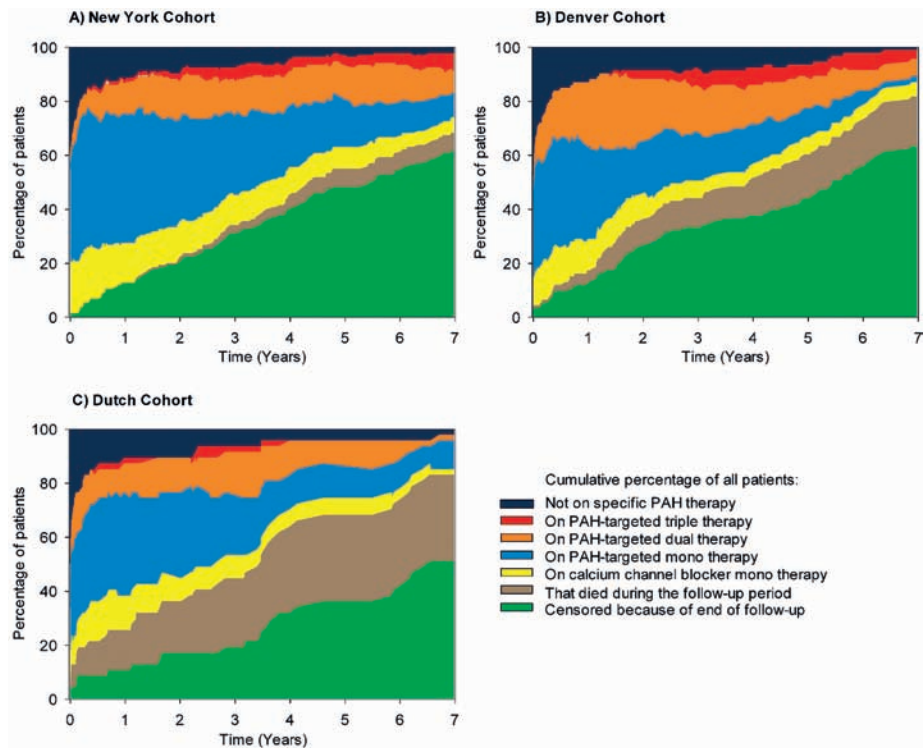 A) New York Cohort
Percentage of patients
100
80
60
40
20
0
0 1 2 3 4 5 6 7
Time (Years)
B) Denver Cohort
Percentage of patients
100
80
60
40
20
0
0 1 2 3 4 5 6 7
Time (Years)
C) Dutch Cohort
Percentage of patients
100
80
60
40
20
0
0 1 2 3 4 5 6 7
Time (Years)
Cumulative percentage of all patients:
Not on specific PAH therapy
On PAH-targeted triple therapy
On PAH-targeted dual therapy
On PAH-targeted mono therapy
On calcium channel blocker mono therapy
That died during the follow-up period
Censored because of end of follow-up